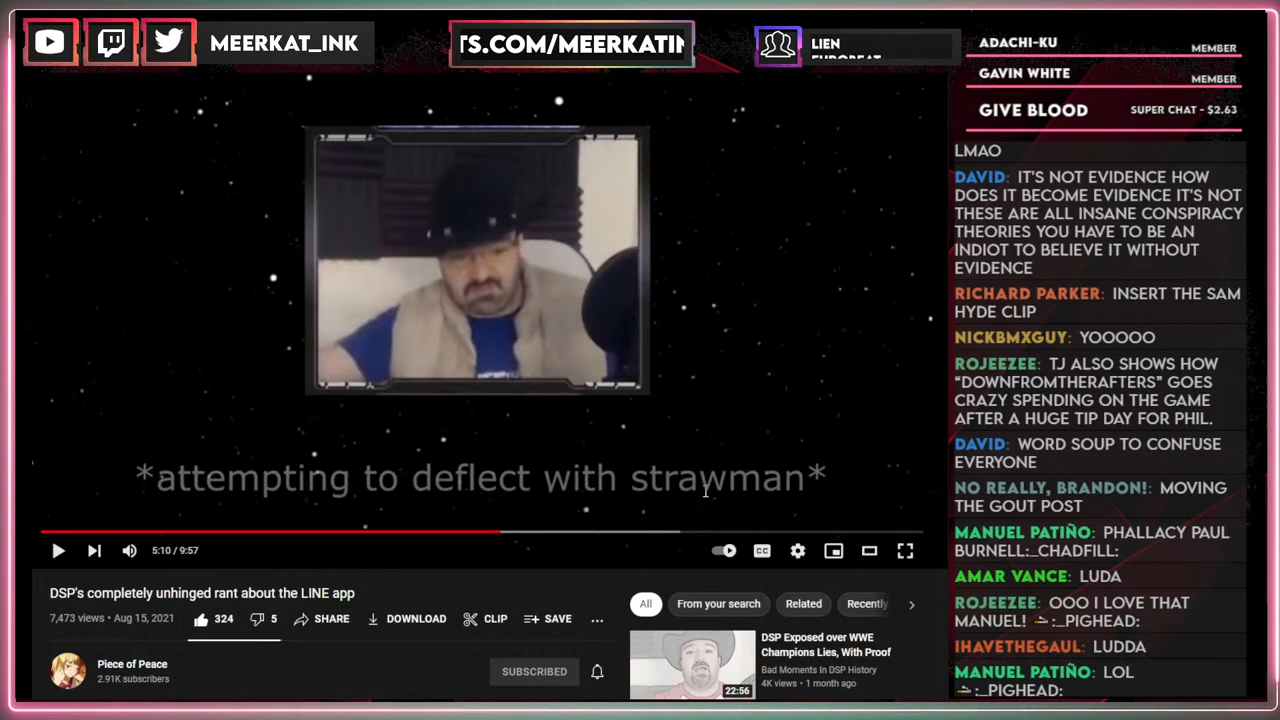 MEERKAT_INK
TS.COM/MEERKATIN
LIEN
EUROBEAT
ADACHI-KU
MEMBER
GAVIN WHITE
MEMBER
GIVE BLOOD
SUPER CHAT - $2.63
LMAO
DAVID: IT'S NOT EVIDENCE HOW
DOES IT BECOME EVIDENCE IT'S NOT
THESE ARE ALL INSANE CONSPIRACY
THEORIES YOU HAVE TO BE AN
INDIOT TO BELIEVE IT WITHOUT
EVIDENCE
RICHARD PARKER: INSERT THE SAM
HYDE CLIP
NICKBMXGUY: YOOOOO
ROJEEZEE: TJ ALSO SHOWS HOW
“DOWNFROMTHERAFTERS” GOES
CRAZY SPENDING ON THE GAME
AFTER A HUGE TIP DAY FOR PHIL.
DAVID: WORD SOUP TO CONFUSE
EVERYONE
NO REALLY, BRANDON!: MOVING
THE GOUT POST
MANUEL PATIÑO: PHALLACY PAUL
BURNELL:_CHADFILL:
AMAR VANCE: LUDA
ROJEEZEE: OOO I LOVE THAT
MANUEL! :_PIGHEAD:
IHAVETHEGAUL: LUDDA
MANUEL PATIÑO: LOL
:_PIGHEAD:
*attempting to deflect with strawman*
5:10 / 9:57
CC
DSP's completely unhinged rant about the LINE app
7,473 views • Aug 15, 2021
324
5
SHARE
DOWNLOAD
CLIP
SAVE
Piece of Peace
2.91K subscribers
SUBSCRIBED
All
From your search
Related
Recently
DSP Exposed over WWE
Champions Lies, With Proof
Bad Moments In DSP History
4K views • 1 month ago
22:56